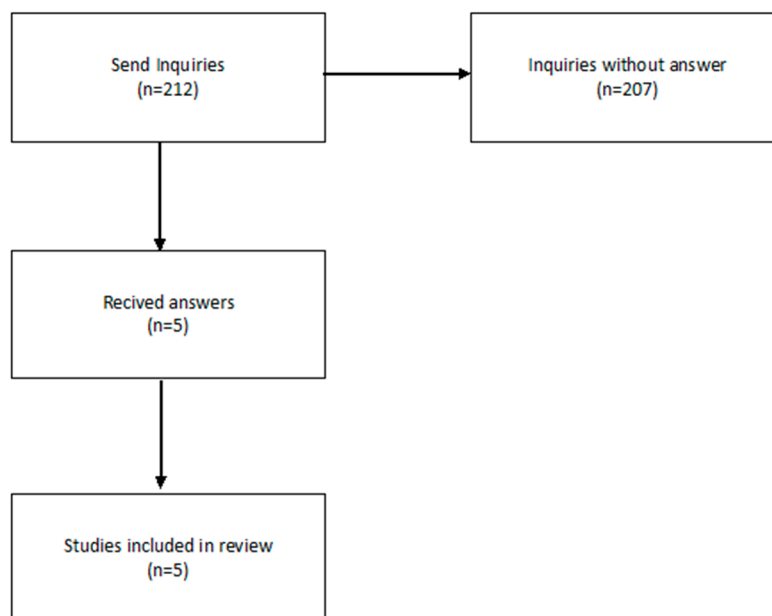 Send Inquiries
(n=212)
Inquiries without answer
(n=207)
Recived answers
(n=5)
Studies included in review
(n=5)